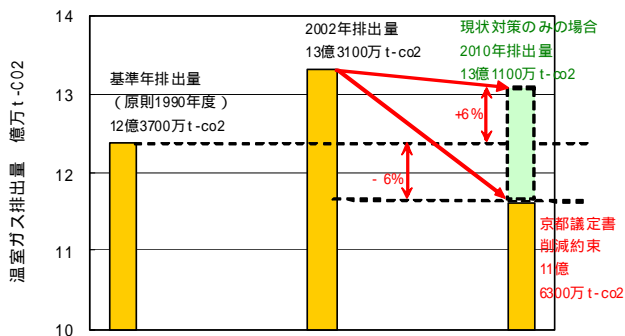 温室ガス排出量 億万t-CO2
14
13
12
11
10
基準年排出量
(原則1990年度)
12億3700万t-co2
2002年排出量
13億3100万t-co2
現状対策のみの場合
2010年排出量
13億1100万t-co2
+6%
- 6%
京都議定書
削減約束
11億
6300万t-co2